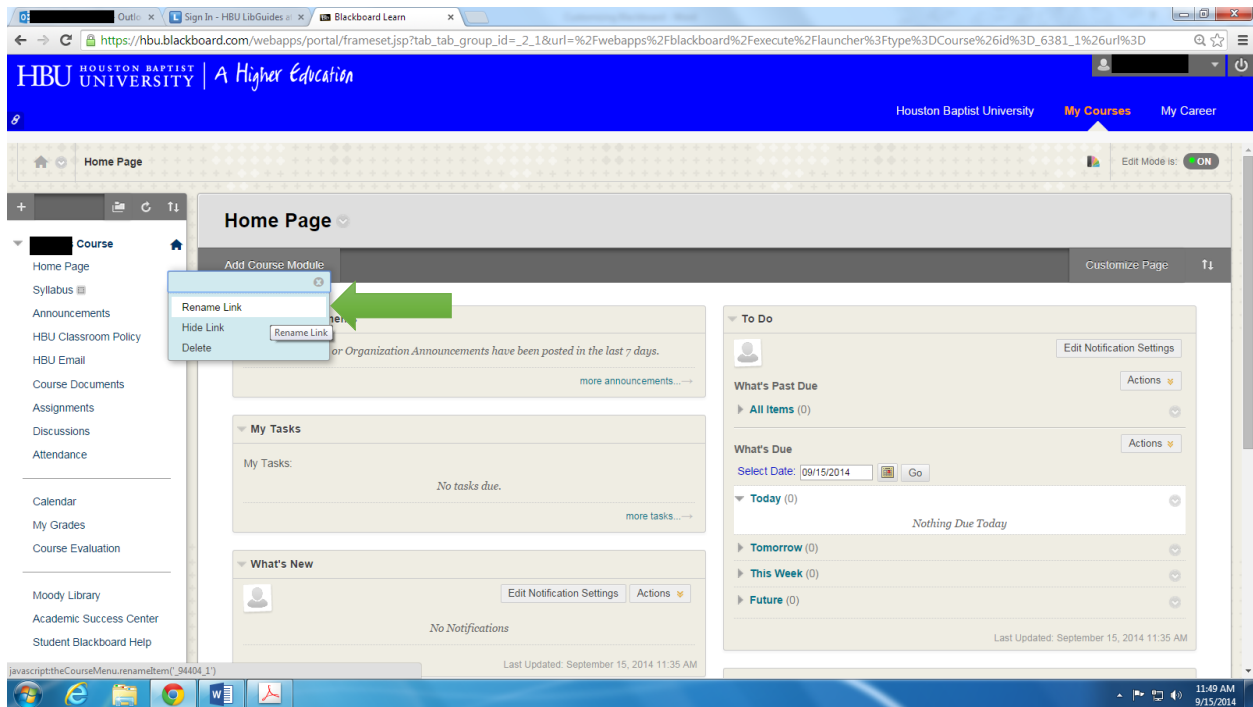 Outlo
Sign In - HBU LibGuides a
Blackboard Learn
https://hbu.blackboard.com/webapps/portal/frameset.jsp?tab_tab_group_id=_2_1&url=%2Fwebapps%2Fblackboard%2Fexecute%2Flauncher%3Ftype%3DCourse%26id%3D_6381_1%26url%3D
HBU HOUSTON BAPTIST UNIVERSITY | A Higher Education
Houston Baptist University My Courses My Career
Home Page
Edit Mode is: ON
Home Page
Course
Home Page
Syllabus
Announcements
HBU Classroom Policy
HBU Email
Course Documents
Assignments
Discussions
Attendance
Calendar
My Grades
Course Evaluation
Moody Library
Academic Success Center
Student Blackboard Help
Add Course Module
Customize Page
Rename Link
Hide Link
Delete
Rename Link
or Organization Announcements have been posted in the last 7 days.
more announcements...
My Tasks
My Tasks:
No tasks due.
more tasks...
What's New
Edit Notification Settings Actions
No Notifications
Last Updated: September 15, 2014 11:35 AM
To Do
Edit Notification Settings
What's Past Due
Actions
All Items (0)
What's Due
Actions
Select Date: 09/15/2014 Go
Today (0)
Nothing Due Today
Tomorrow (0)
This Week (0)
Future (0)
Last Updated: September 15, 2014 11:35 AM
javascript:theCourseMenu.renameItem('_94404_1')
11:49 AM
9/15/2014